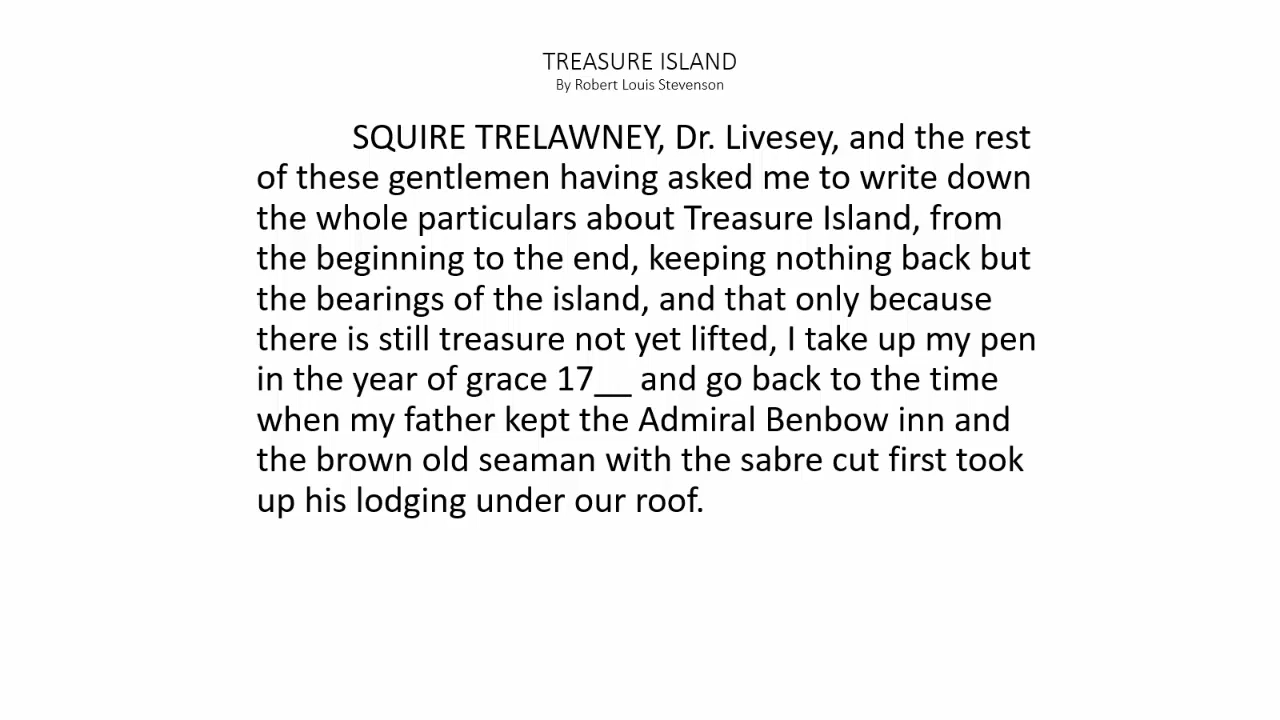 TREASURE ISLAND
By Robert Louis Stevenson
SQUIRE TRELAWNEY, Dr. Livesey, and the rest
of these gentlemen having asked me to write down
the whole particulars about Treasure Island, from
the beginning to the end, keeping nothing back but
the bearings of the island, and that only because
there is still treasure not yet lifted, I take up my pen
in the year of grace 17__ and go back to the time
when my father kept the Admiral Benbow inn and
the brown old seaman with the sabre cut first took
up his lodging under our roof.